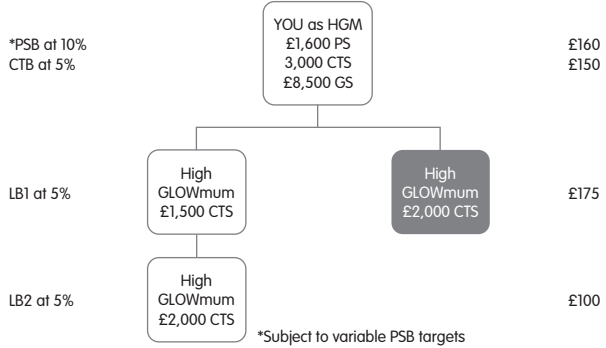 YOU as HGM
£1,600 PS
3,000 CTS
£8,500 GS
*PSB at 10%
£160
CTB at 5%
£150
High
GLOWmum
£1,500 CTS
High
GLOWmum
£2,000 CTS
LB1 at 5%
£175
High
GLOWmum
£2,000 CTS
LB2 at 5%
£100
*Subject to variable PSB targets